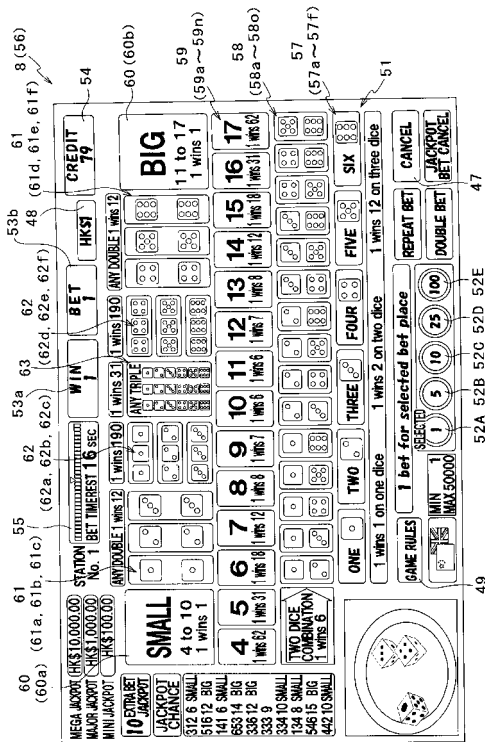 8 (56)
54
61
(61d, 61e, 61f)
60 (60b)
59
(59a～59n)
58
(58a～58o)
57
(57a～57f)
51
48
53b
62
(62d, 62e, 62f)
63
53a
62
(62a, 62b, 62c)
55
61
(61a, 61b, 61c)
60
(60a)
MEGA JACKPOT HK$10,000.00
MAJOR JACKPOT HK$1,000.00
MINI JACKPOT HK$100.00
STATION
No. 1
BET TIMEREST 16 SEC
WIN
1
BET
1
HK$1
CREDIT
79
10 EXTRA BET
JACKPOT
JACKPOT
CHANCE
312 6 SMALL
516 12 BIG
141 6 SMALL
653 14 BIG
336 12 BIG
333 9
334 10 SMALL
134 8 SMALL
546 15 BIG
442 10 SMALL
SMALL
4 to 10
1 wins 1
ANY DOUBLE 1 wins 12
1 wins 190
1 wins 31
ANY TRIPLE
1 wins 190
ANY DOUBLE 1 wins 12
BIG
11 to 17
1 wins 1
4 5 6 7 8 9 10 11 12 13 14 15 16 17
1 wins 62 1 wins 31 1 wins 18 1 wins 12 1 wins 8 1 wins 7 1 wins 6 1 wins 6 1 wins 7 1 wins 8 1 wins 12 1 wins 18 1 wins 31 1 wins 62
TWO DICE
COMBINATION
1 wins 6
ONE TWO THREE FOUR FIVE SIX
1 wins 1 on one dice 1 wins 2 on two dice 1 wins 12 on three dice
GAME RULES
1 bet for selected bet place
REPEAT BET
CANCEL
MIN 1
MAX 50000
SELECTED
1 5 10 25 100
DOUBLE BET
JACKPOT
BET CANCEL
49
52A 52B 52C 52D 52E
47